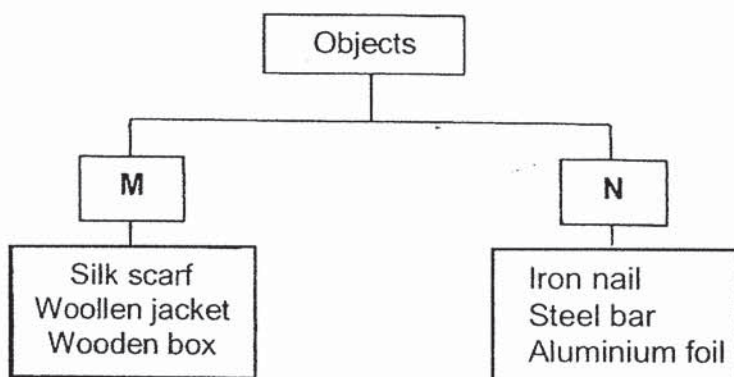 Objects
M
N
Silk scarf
Woollen jacket
Wooden box
Iron nail
Steel bar
Aluminium foil